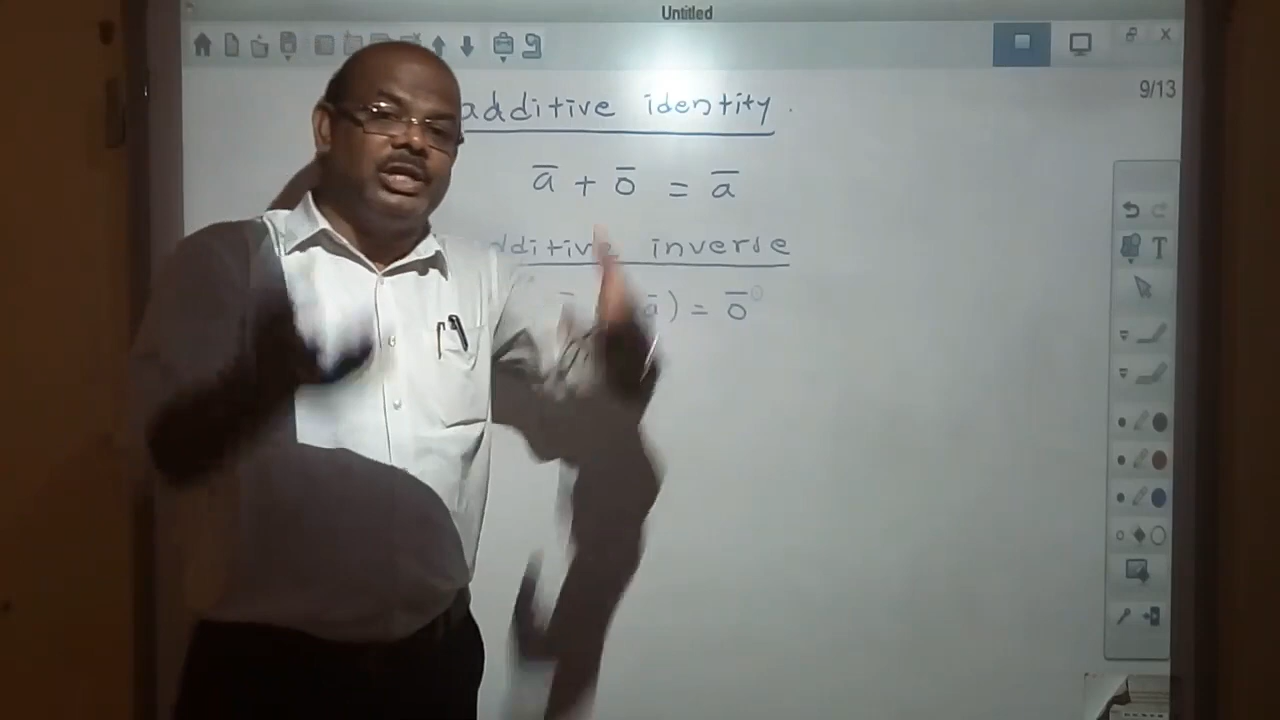 Untitled
9/13
additive identity.
a̅ + o̅ = a̅
dditive inverse
a̅) = o̅
T